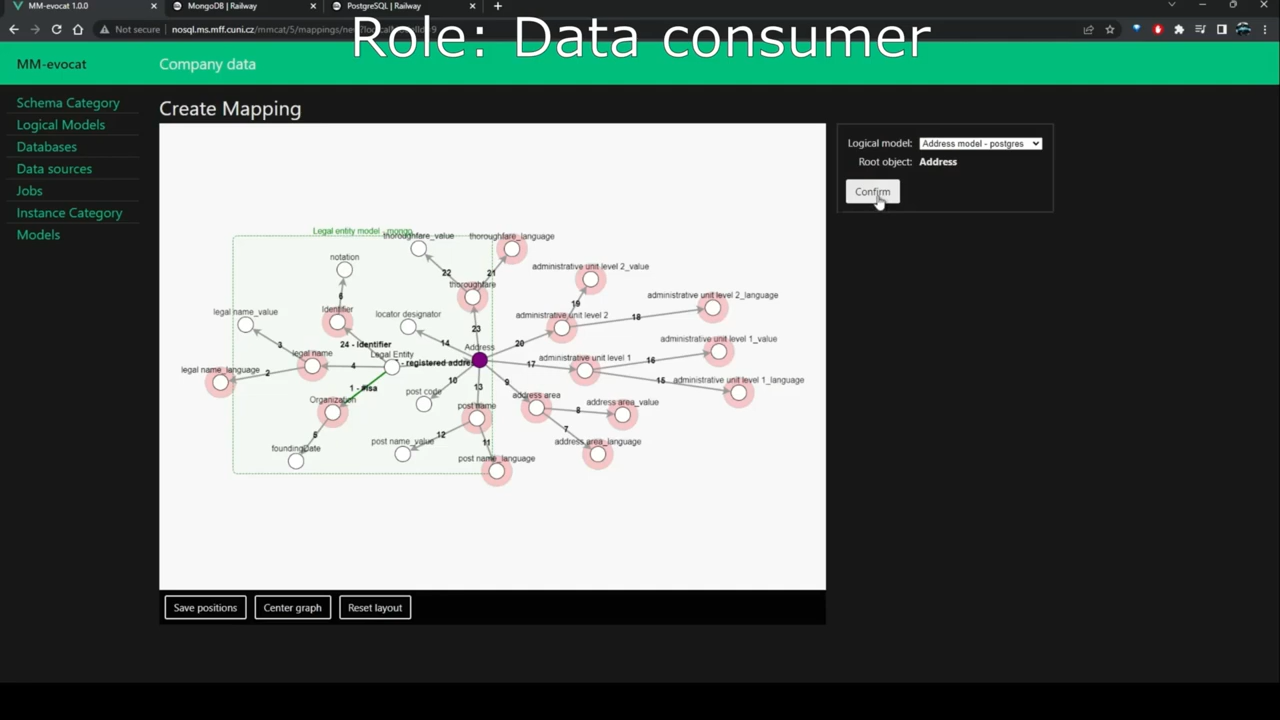 MM-evocat 1.0.0
MongoDB | Railway
PostgreSQL | Railway
Not secure
nosql.ms.mff.cuni.cz/mmcat/5/mappings/ne
Role: Data consumer
MM-evocat
Company data
Schema Category
Logical Models
Databases
Data sources
Jobs
Instance Category
Models
Create Mapping
Logical model:
Address model - postgres
Root object:
Address
Confirm
Legal entity model - mongo
thoroughfare_value
thoroughfare_language
notation
22
21
administrative unit level 2_value
thoroughfare
6
19
administrative unit level 2_language
legal name_value
Identifier
locator designator
administrative unit level 2
18
23
14
20
administrative unit level 1_value
3
24 - Identifier
Address
legal name
Legal Entity
administrative unit level 1
16
legal name_language
2
4
- registered addre
17
15
administrative unit level 1_language
1 - #isa
10
13
9
post code
address area
address area_value
Organization
post name
8
5
12
7
founding date
post name_value
11
address area_language
post name_language
Save positions
Center graph
Reset layout